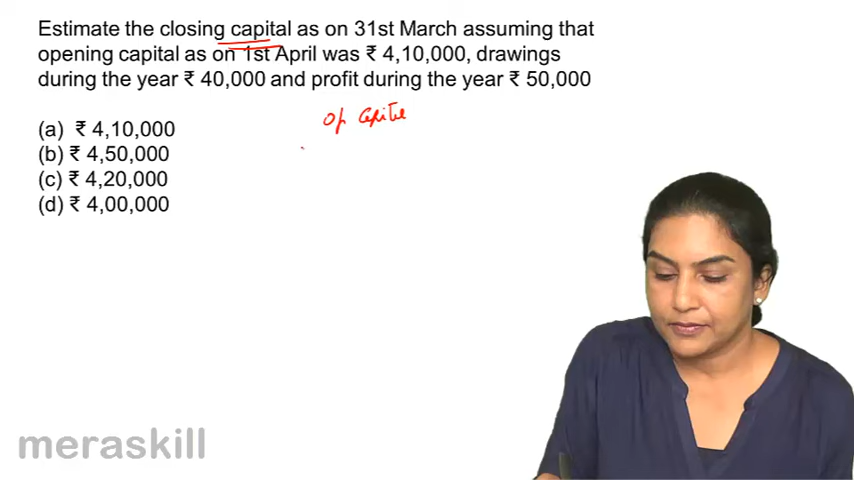 Estimate the closing capital as on 31st March assuming that
opening capital as on 1st April was ₹ 4,10,000, drawings
during the year ₹ 40,000 and profit during the year ₹ 50,000
Op Capital
(a) ₹ 4,10,000
(b) ₹ 4,50,000
(c) ₹ 4,20,000
(d) ₹ 4,00,000
meraskill